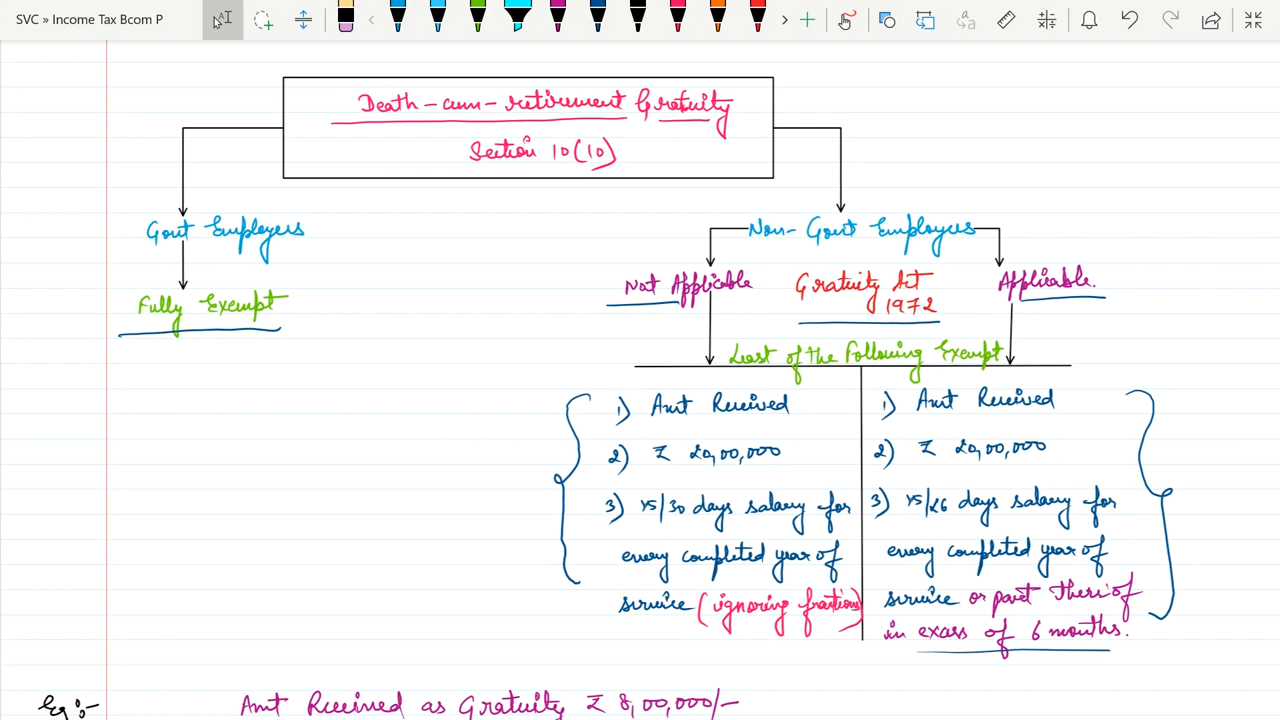 SVC » Income Tax Bcom P
Death-cum-retirement Gratuity
Section 10(10)
Govt Employers
Fully Exempt
Non-Govt Employees
Not Applicable
Gratuity Act
1972
Applicable.
Least of the Following Exempt
1) Amt Received
2) ₹ 20,00,000
3) 15/30 days salary for
every completed year of
service (ignoring fractions)
1) Amt Received
2) ₹ 20,00,000
3) 15/26 days salary for
every completed year of
service or part therof
in exass of 6 months.
Eg :-
Amt Received as Gratuity ₹ 8,00,000/-